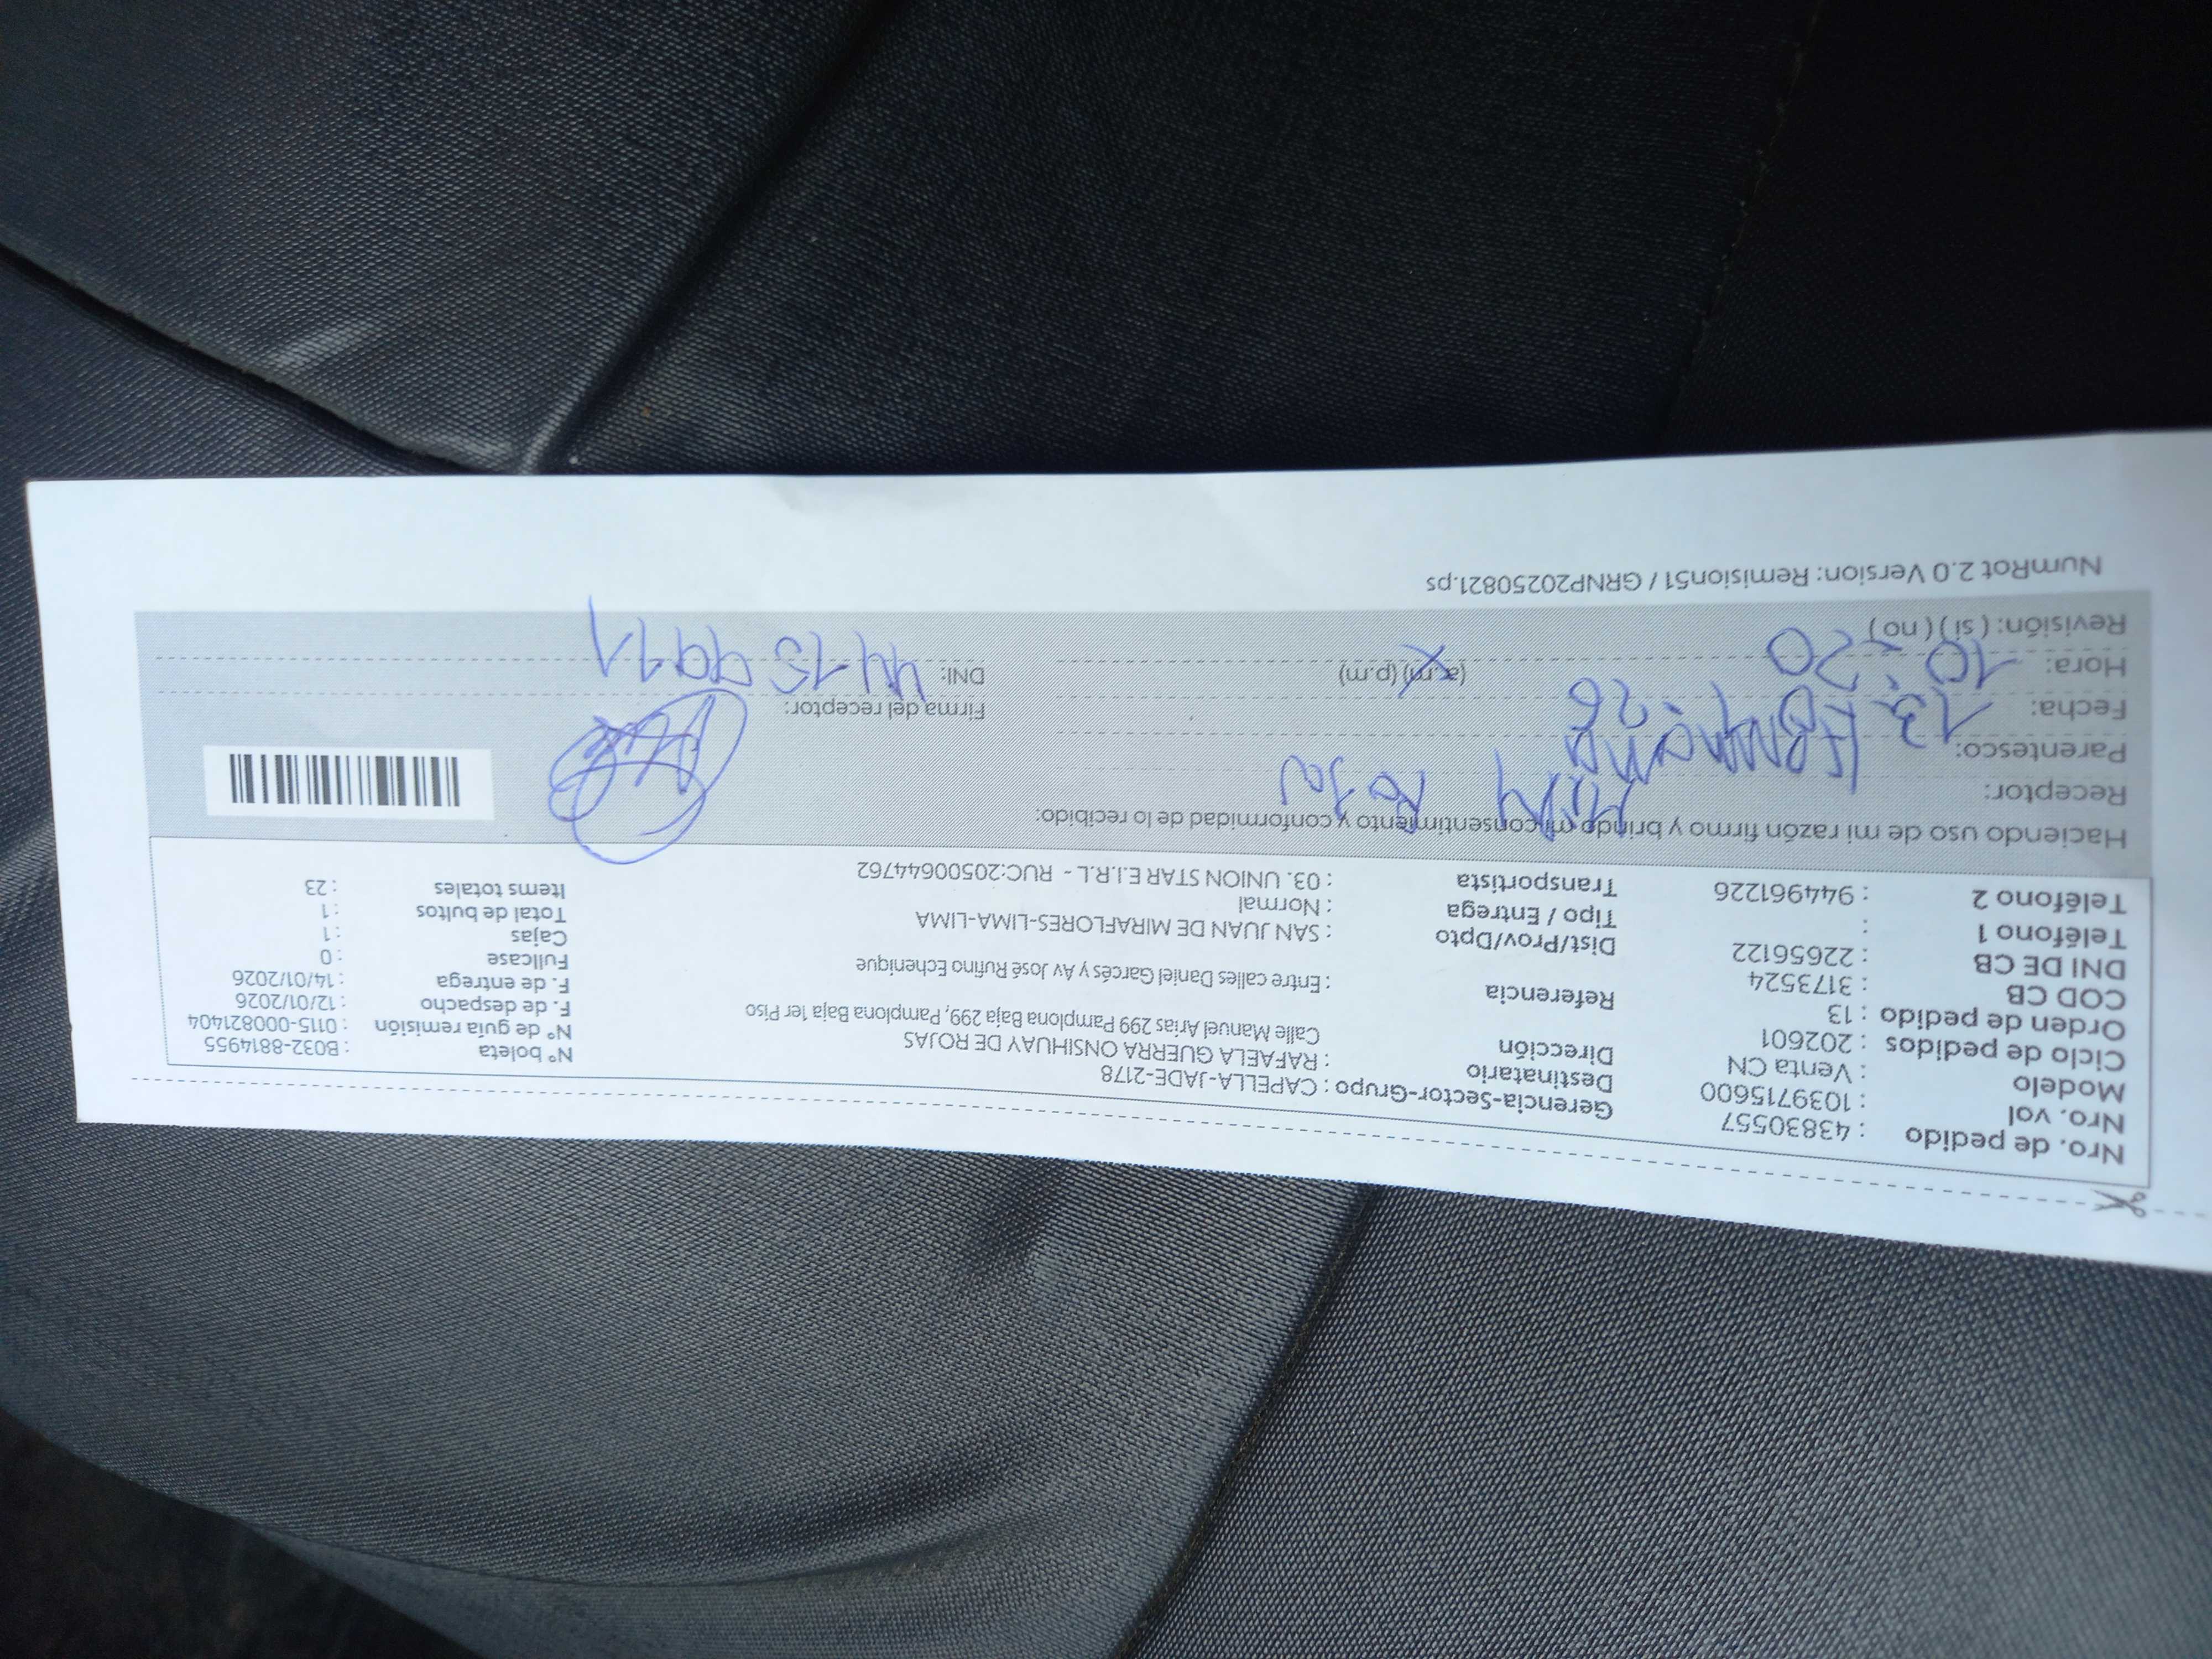 Nro. de pedido : 43830557
Nro. vol : 1039715600
Modelo : Venta CN
Ciclo de pedidos : 202601
Orden de pedido : 13
COD CB : 3173524
DNI DE CB : 22656122
Teléfono 1 :
Teléfono 2 : 944961226
Gerencia-Sector-Grupo : CAPELLA-JADE-2178
Destinatario : RAFAELA GUERRA ONSIHUAY DE ROJAS
Dirección Calle Manuel Arias 299 Pamplona Baja 299, Pamplona Baja 1er Piso
Referencia : Entre calles Daniel Garcés y Av José Rufino Echenique
Dist/Prov/Dpto : SAN JUAN DE MIRAFLORES-LIMA-LIMA
Tipo / Entrega : Normal
Transportista : 03. UNION STAR E.I.R.L - RUC:20500644762
N° boleta : B032-8814955
N° de guía remisión : 0115-000821404
F. de despacho : 12/01/2026
F. de entrega : 14/01/2026
Fullcase : 0
Cajas : 1
Total de bultos : 1
Items totales : 23
Haciendo uso de mi razón firmo y brindo mi consentimiento y conformidad de lo recibido:
Receptor: Rojas
Parentesco:
Fecha: 13 26
Hora: 10:20 (a.m) (p.m)
Revisión: ( si ) ( no )
Firma del receptor:
DNI:
NumRot 2.0 Version: Remision51 / GRNP20250821.ps